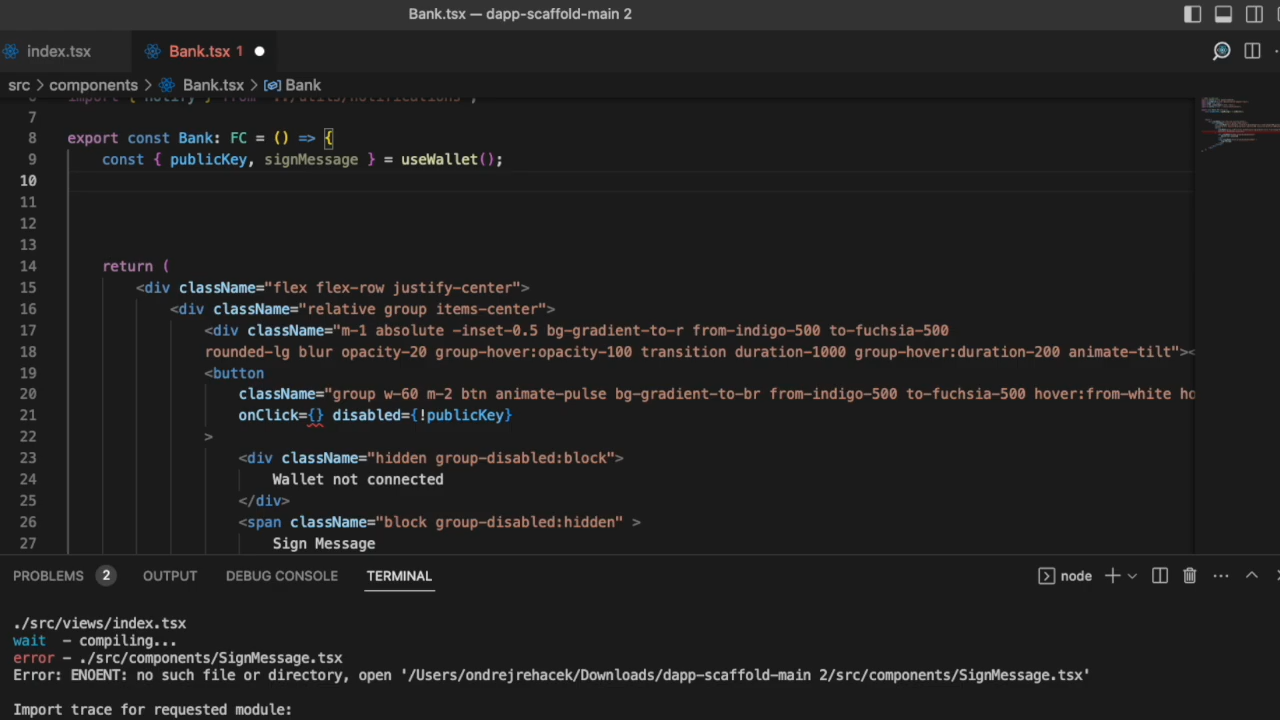 Bank.tsx — dapp-scaffold-main 2
index.tsx
Bank.tsx 1
src > components > Bank.tsx > Bank
6 import { notify } from "../utils/notifications";
7
8 export const Bank: FC = () => {
9 const { publicKey, signMessage } = useWallet();
10
11
12
13
14 return (
15 <div className="flex flex-row justify-center">
16 <div className="relative group items-center">
17 <div className="m-1 absolute -inset-0.5 bg-gradient-to-r from-indigo-500 to-fuchsia-500
18 rounded-lg blur opacity-20 group-hover:opacity-100 transition duration-1000 group-hover:duration-200 animate-tilt"><
19 <button
20 className="group w-60 m-2 btn animate-pulse bg-gradient-to-br from-indigo-500 to-fuchsia-500 hover:from-white ho
21 onClick={} disabled={!publicKey}
22 >
23 <div className="hidden group-disabled:block">
24 Wallet not connected
25 </div>
26 <span className="block group-disabled:hidden" >
27 Sign Message
PROBLEMS 2 OUTPUT DEBUG CONSOLE TERMINAL
node
./src/views/index.tsx
wait - compiling...
error - ./src/components/SignMessage.tsx
Error: ENOENT: no such file or directory, open '/Users/ondrejrehacek/Downloads/dapp-scaffold-main 2/src/components/SignMessage.tsx'
Import trace for requested module: